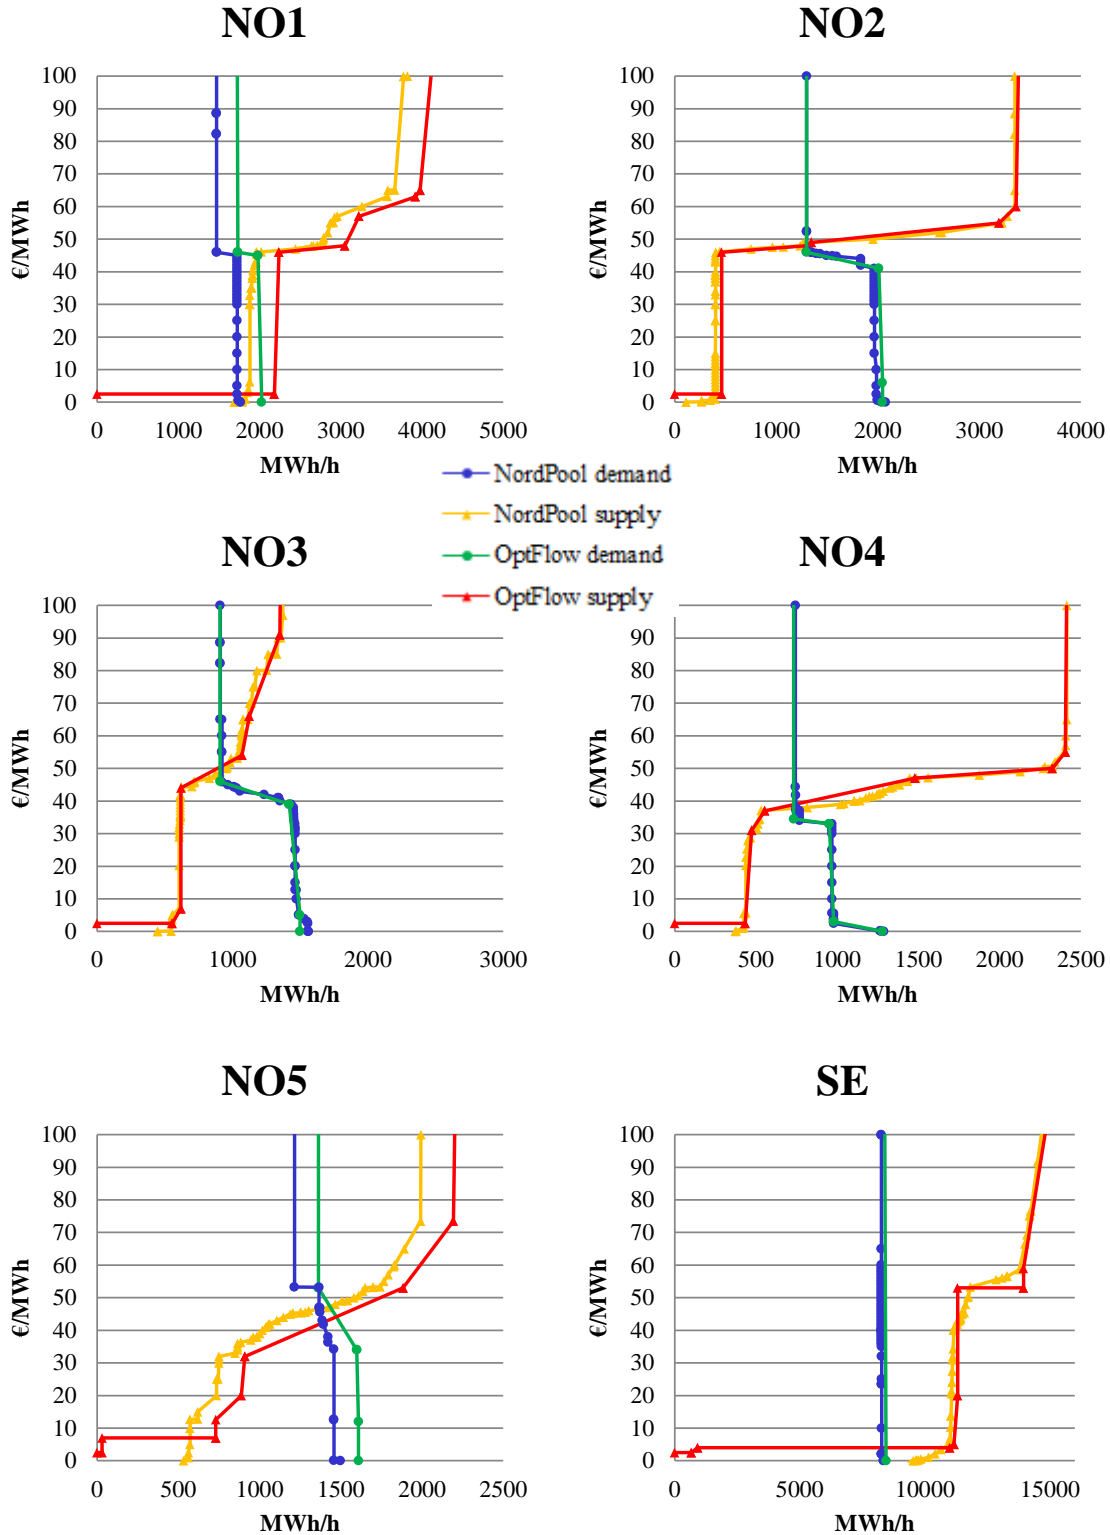 NO1
NO2
100
90
80
70
60
50
40
30
20
10
0
€/MWh
0 1000 2000 3000 4000 5000
MWh/h
100
90
80
70
60
50
40
30
20
10
0
€/MWh
0 1000 2000 3000 4000
MWh/h
NordPool demand
NordPool supply
OptFlow demand
OptFlow supply
NO3
NO4
100
90
80
70
60
50
40
30
20
10
0
€/MWh
0 1000 2000 3000
MWh/h
100
90
80
70
60
50
40
30
20
10
0
€/MWh
0 500 1000 1500 2000 2500
MWh/h
NO5
SE
100
90
80
70
60
50
40
30
20
10
0
€/MWh
0 500 1000 1500 2000 2500
MWh/h
100
90
80
70
60
50
40
30
20
10
0
€/MWh
0 5000 10000 15000
MWh/h